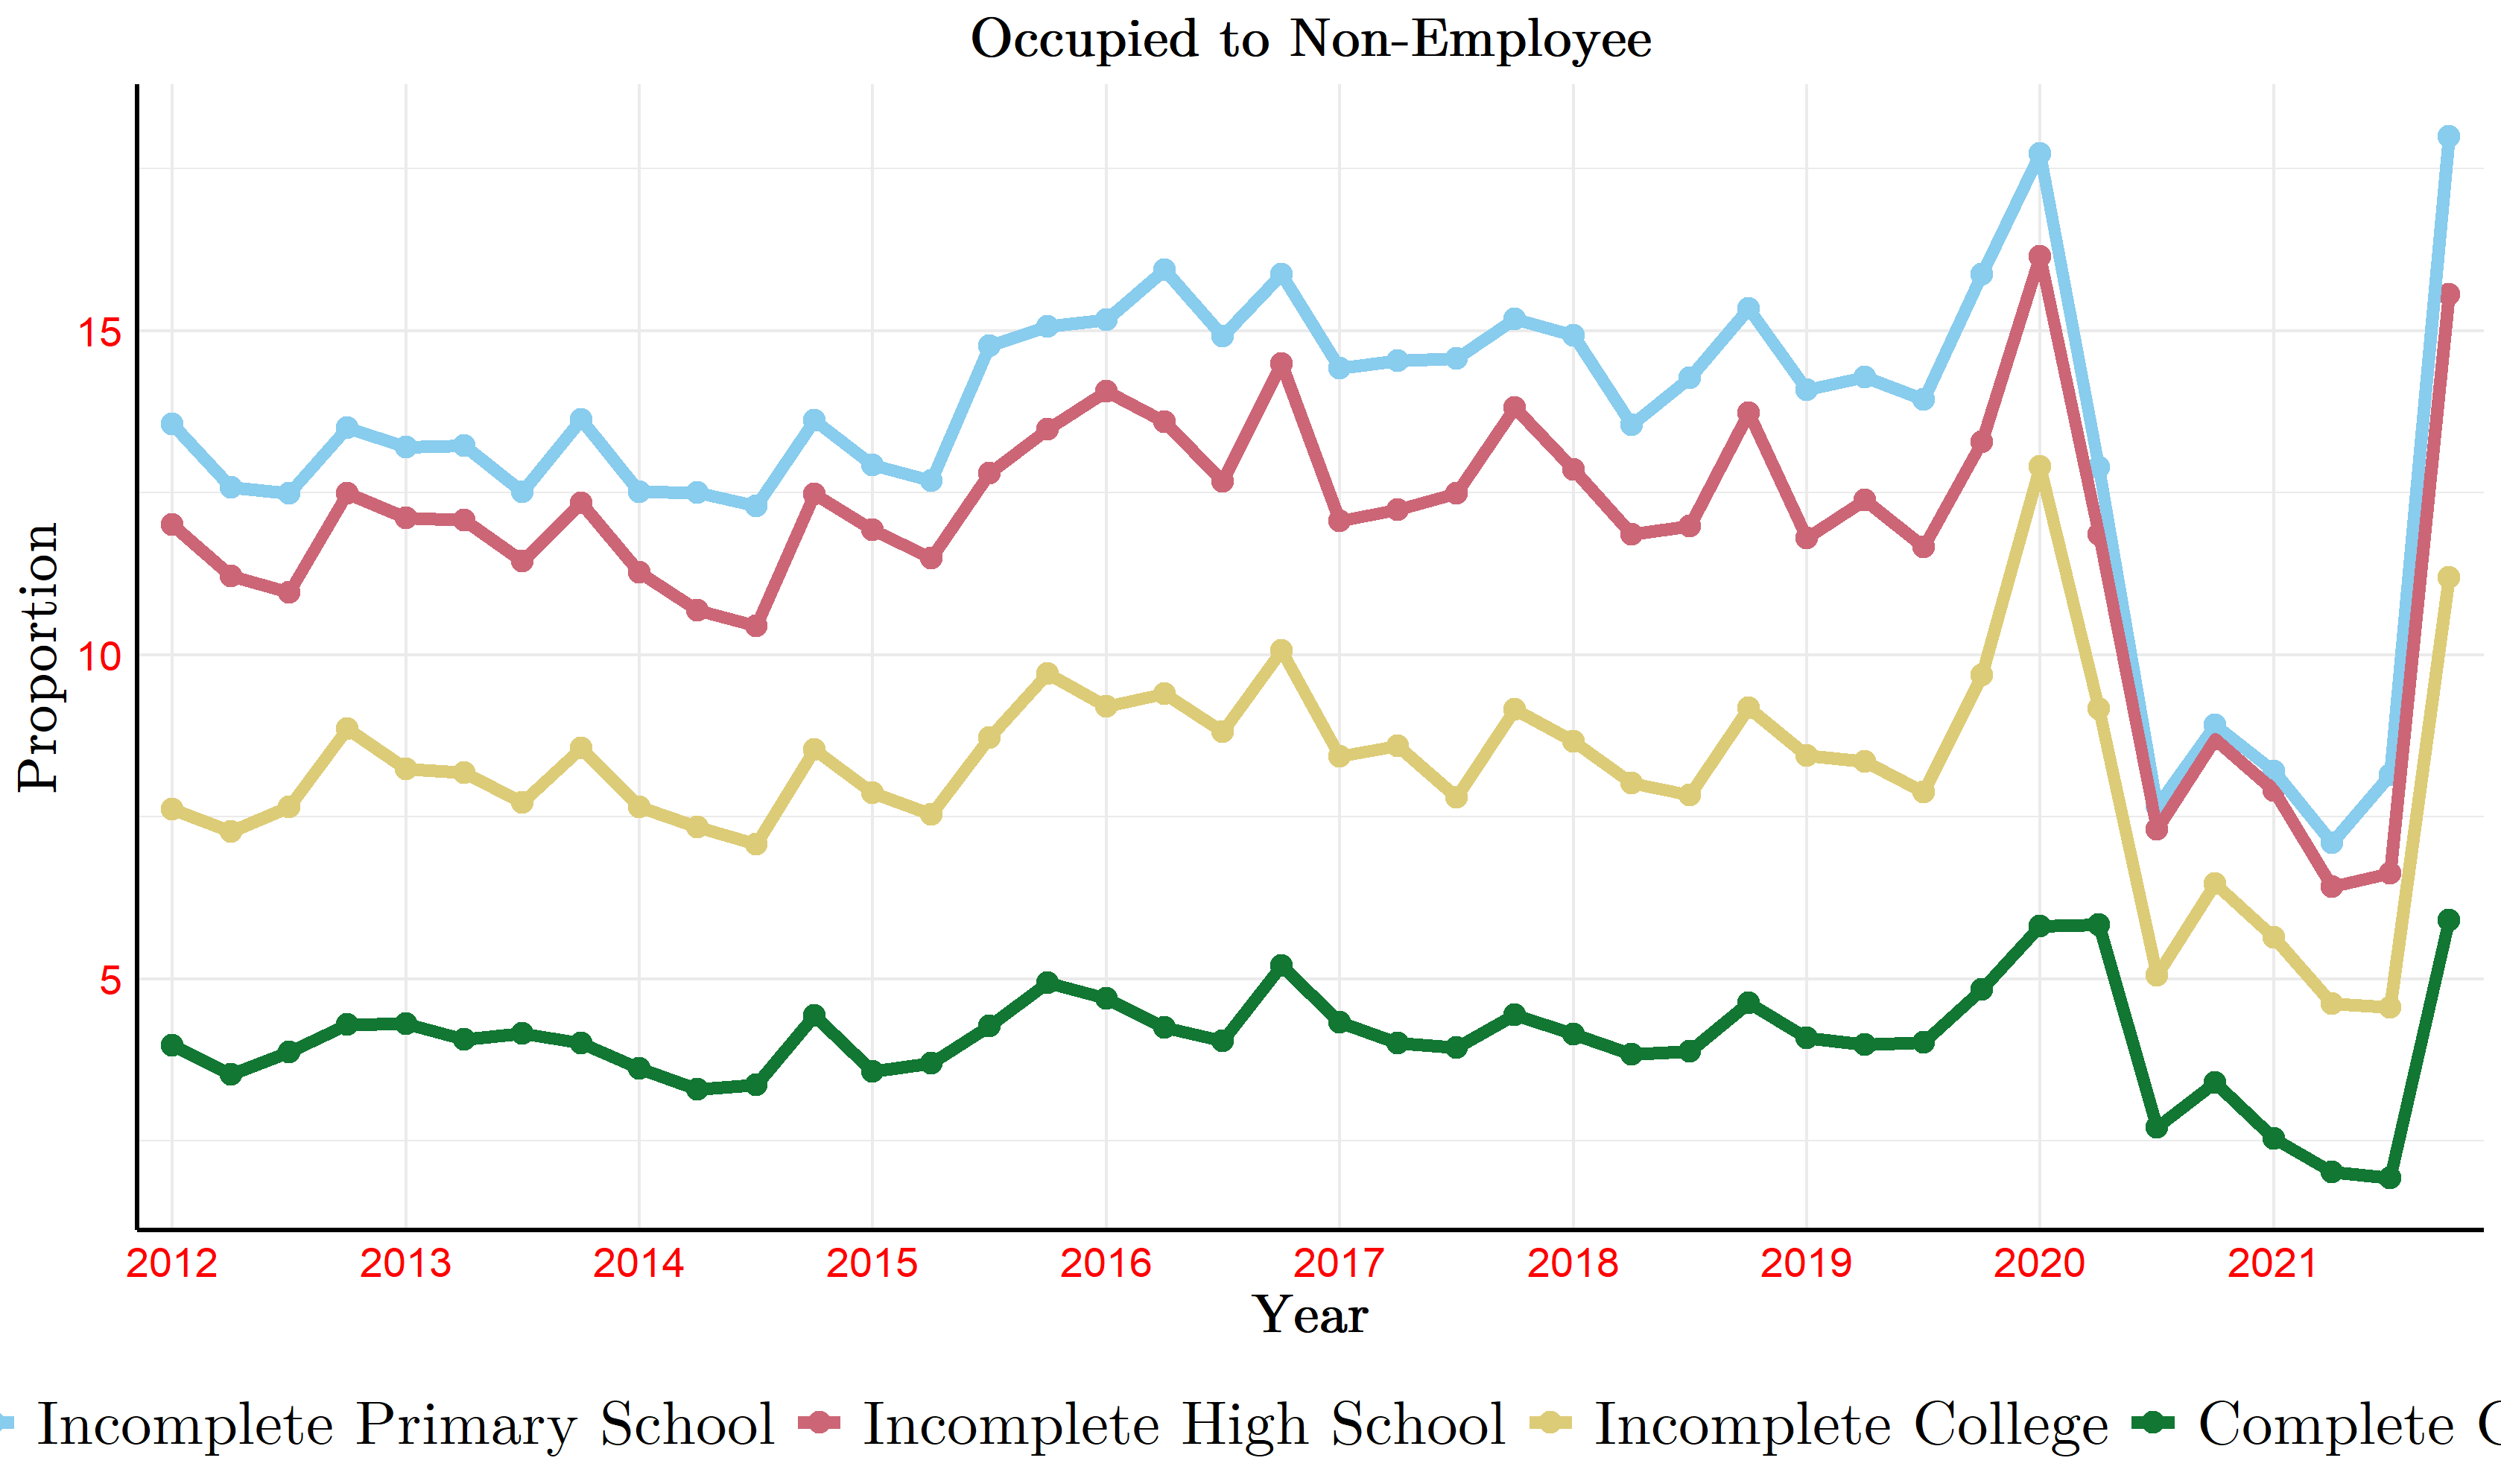 Occupied to Non-Employee
Proportion
15
10
5
2012 2013 2014 2015 2016 2017 2018 2019 2020 2021
Year
Incomplete Primary School Incomplete High School Incomplete College Complete